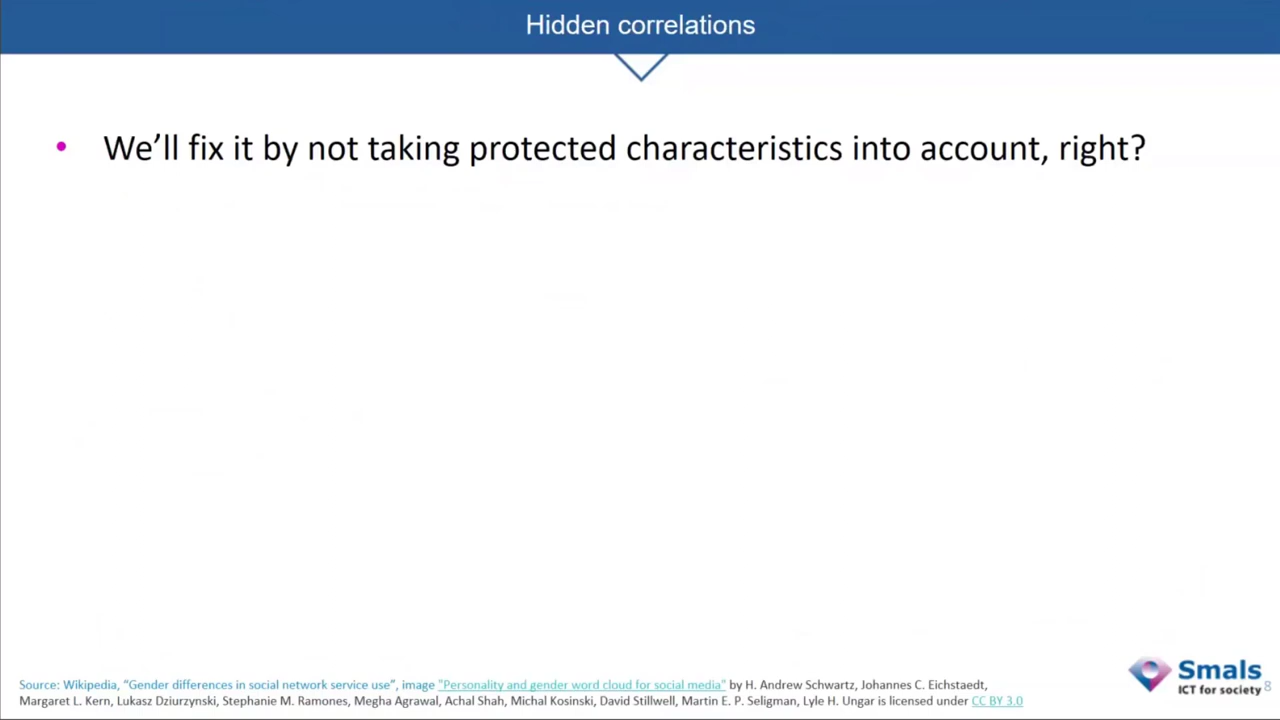 Hidden correlations
• We’ll fix it by not taking protected characteristics into account, right?
Smals
ICT for society
8
Source: Wikipedia, “Gender differences in social network service use”, image "Personality and gender word cloud for social media" by H. Andrew Schwartz, Johannes C. Eichstaedt,
Margaret L. Kern, Lukasz Dziurzynski, Stephanie M. Ramones, Megha Agrawal, Achal Shah, Michal Kosinski, David Stillwell, Martin E. P. Seligman, Lyle H. Ungar is licensed under CC BY 3.0